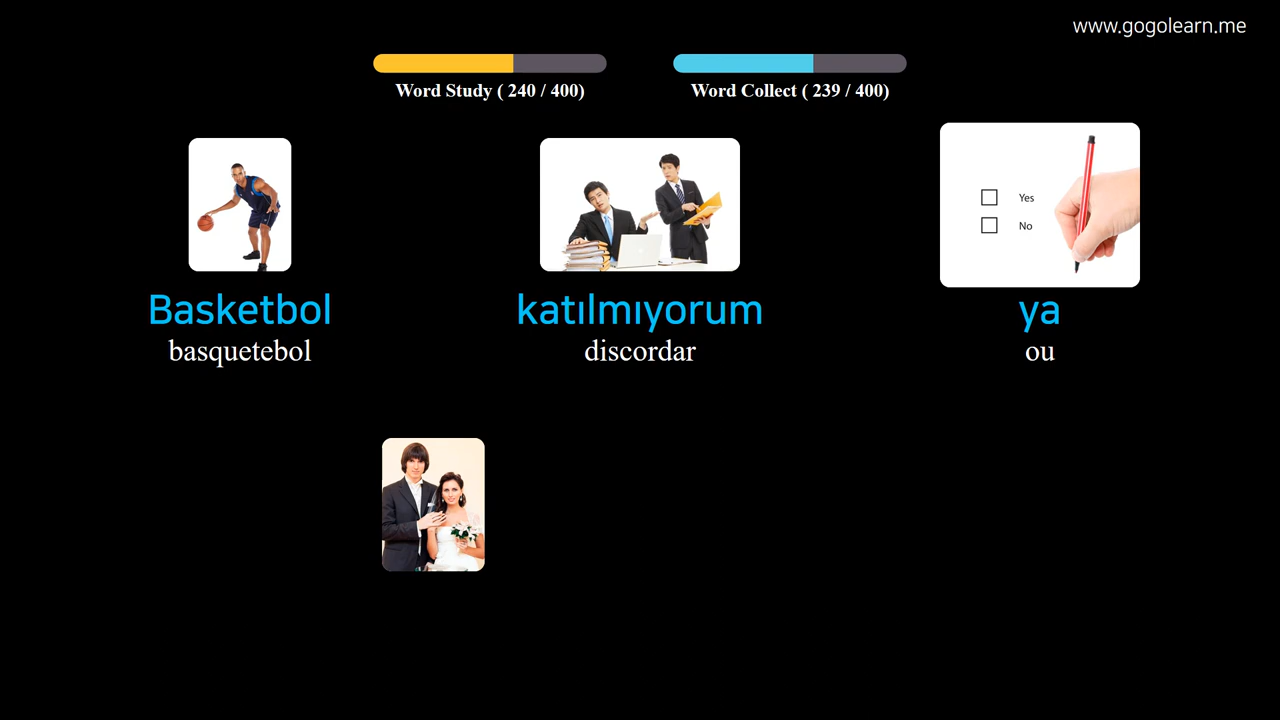 www.gogolearn.me
Word Study ( 240 / 400)
Word Collect ( 239 / 400)
Yes
No
Basketbol
katılmıyorum
ya
basquetebol
discordar
ou